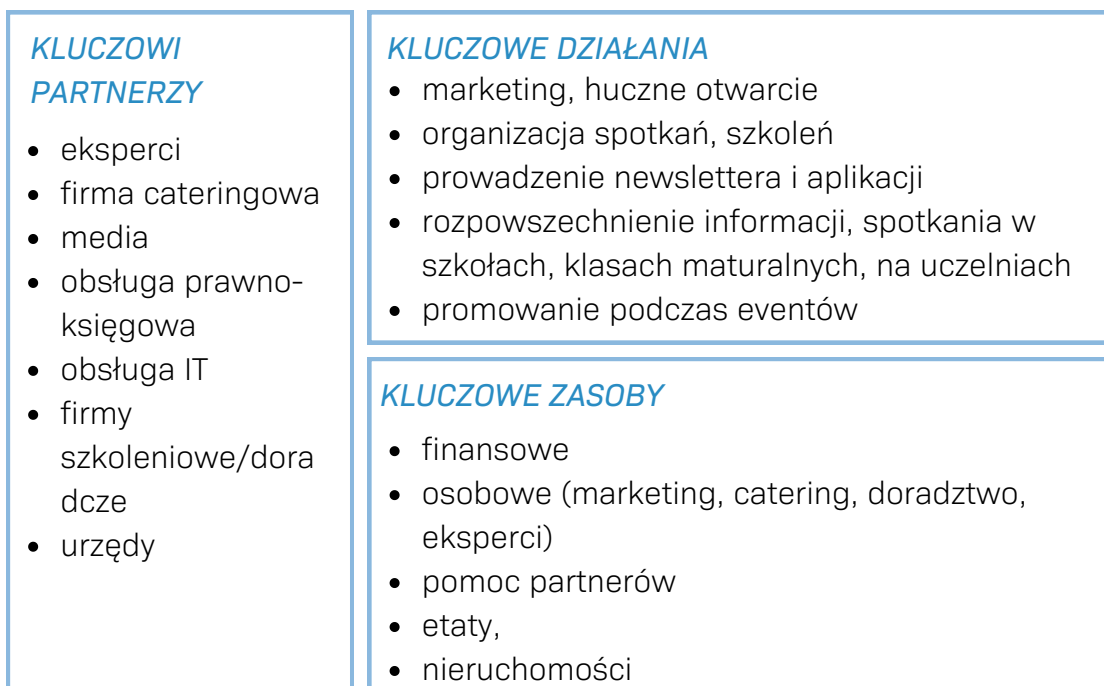 KLUCZOWI
PARTNERZY
• eksperci
• firma cateringowa
• media
• obsługa prawno-
księgowa
• obsługa IT
• firmy
szkoleniowe/dora
dcze
• urzędy
KLUCZOWE DZIAŁANIA
• marketing, huczne otwarcie
• organizacja spotkań, szkoleń
• prowadzenie newslettera i aplikacji
• rozpowszechnienie informacji, spotkania w
szkołach, klasach maturalnych, na uczelniach
• promowanie podczas eventów
KLUCZOWE ZASOBY
• finansowe
• osobowe (marketing, catering, doradztwo,
eksperci)
• pomoc partnerów
• etaty,
• nieruchomości